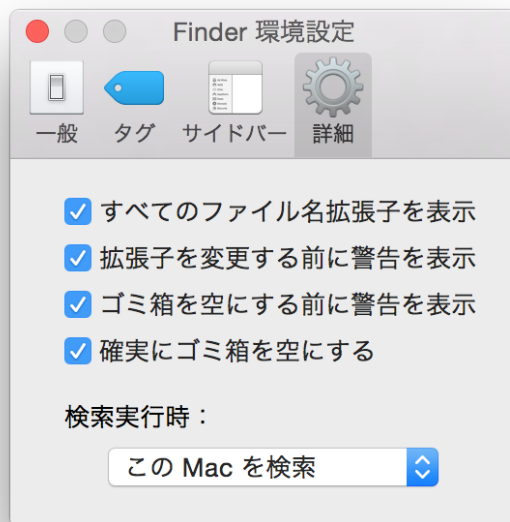 Finder 環境設定
一般 タグ サイドバー 詳細
すべてのファイル名拡張子を表示
拡張子を変更する前に警告を表示
ゴミ箱を空にする前に警告を表示
確実にゴミ箱を空にする
検索実行時：
この Mac を検索